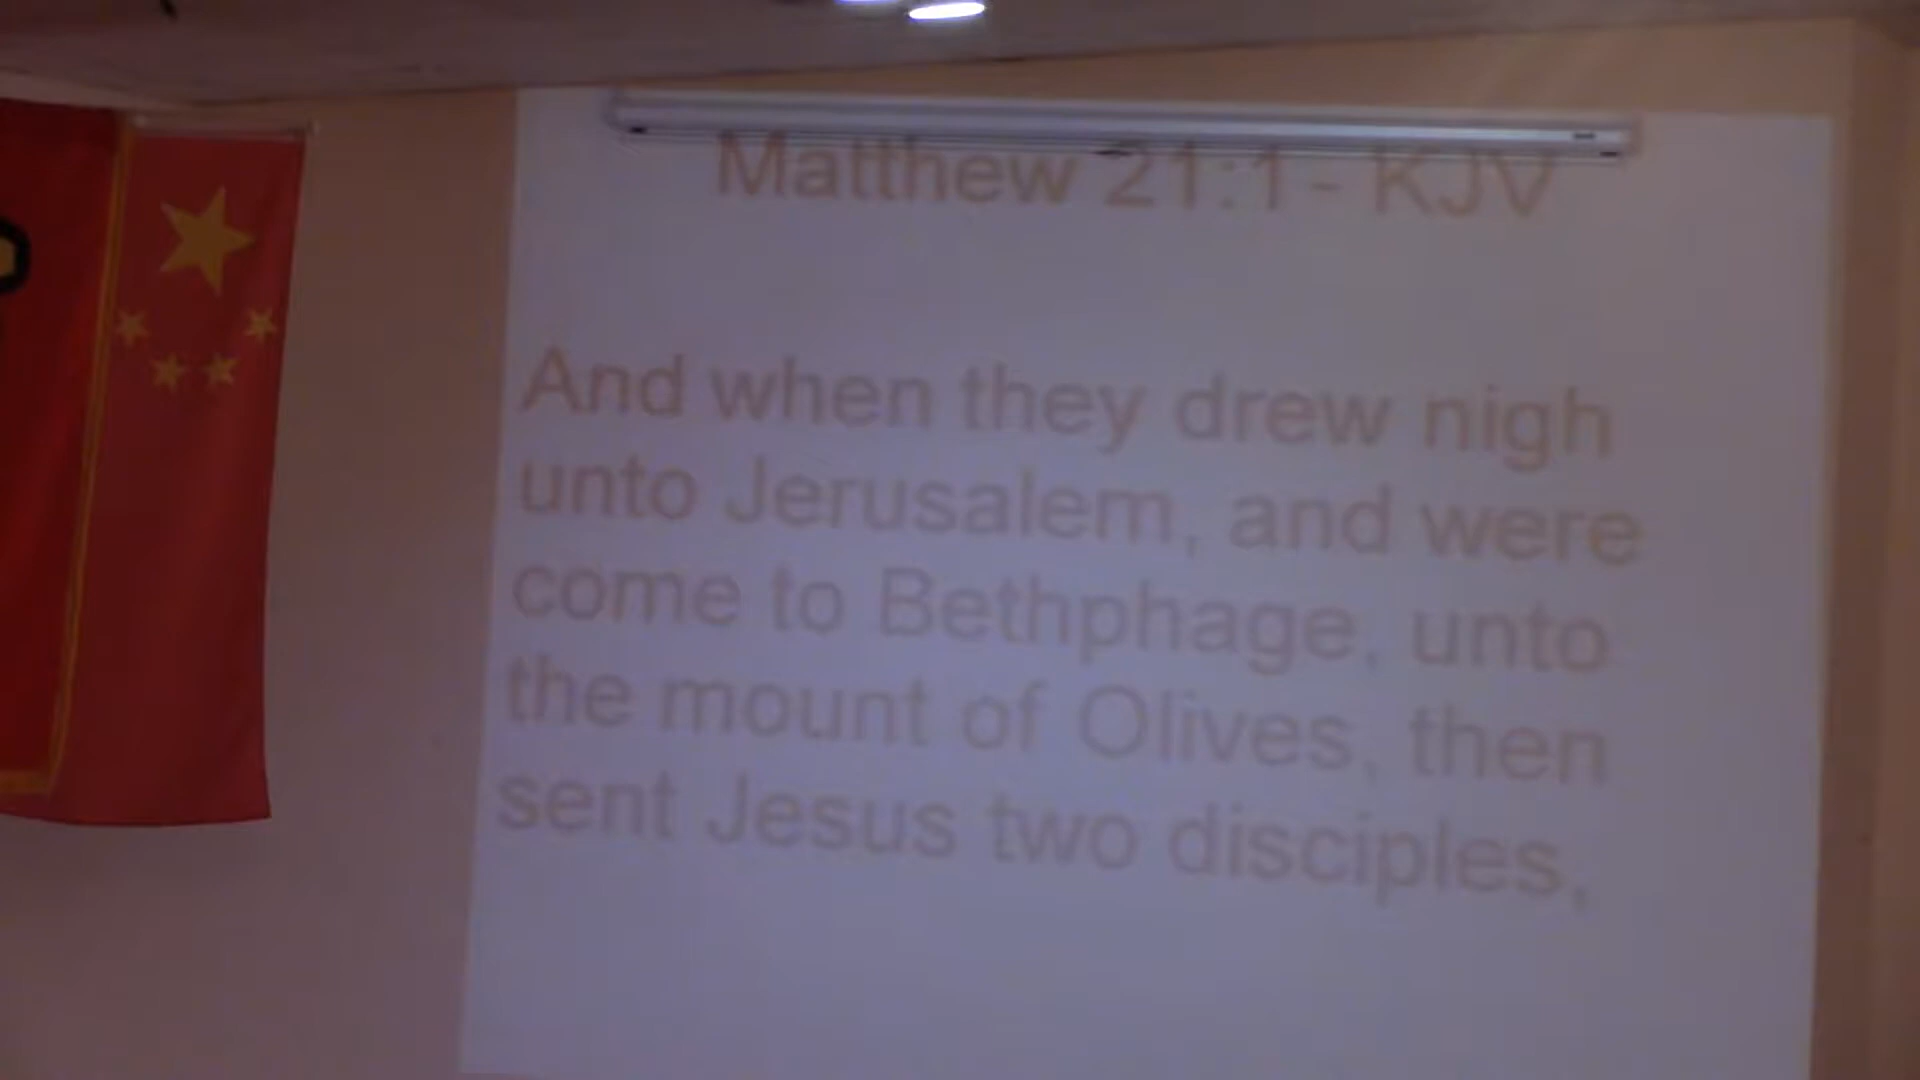 Matthew 21:1 - KJV
And when they drew nigh
unto Jerusalem, and were
come to Bethphage, unto
the mount of Olives, then
sent Jesus two disciples,